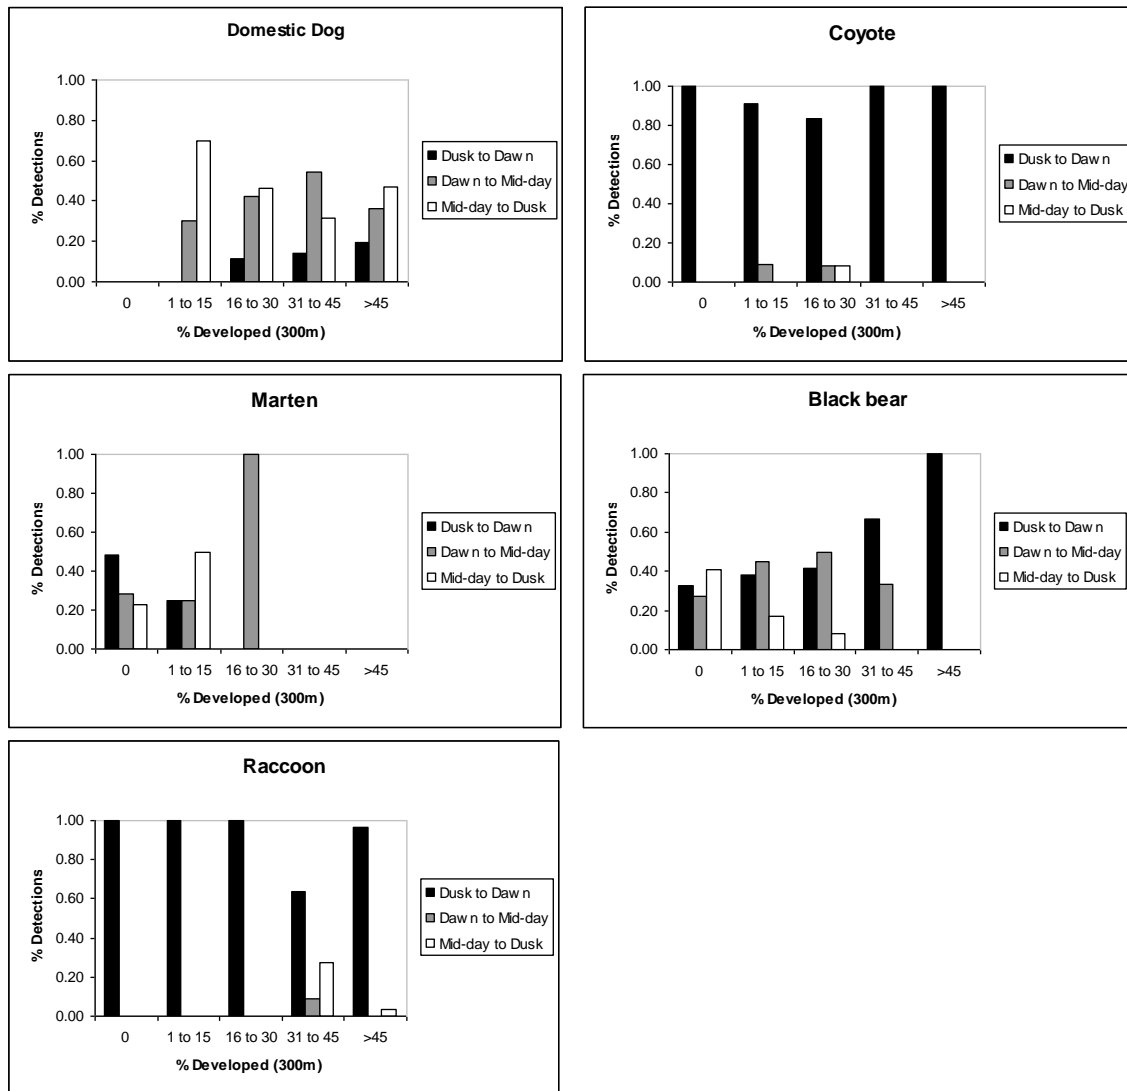 Domestic Dog
1.00
0.80
0.60
0.40
0.20
0.00
% Detections
0 1 to 15 16 to 30 31 to 45 >45
% Developed (300m)
Dusk to Dawn
Dawn to Mid-day
Mid-day to Dusk
Coyote
1.00
0.80
0.60
0.40
0.20
0.00
% Detections
0 1 to 15 16 to 30 31 to 45 >45
% Developed (300m)
Dusk to Dawn
Dawn to Mid-day
Mid-day to Dusk
Marten
1.00
0.80
0.60
0.40
0.20
0.00
% Detections
0 1 to 15 16 to 30 31 to 45 >45
% Developed (300m)
Dusk to Dawn
Dawn to Mid-day
Mid-day to Dusk
Black bear
1.00
0.80
0.60
0.40
0.20
0.00
% Detections
0 1 to 15 16 to 30 31 to 45 >45
% Developed (300m)
Dusk to Dawn
Dawn to Mid-day
Mid-day to Dusk
Raccoon
1.00
0.80
0.60
0.40
0.20
0.00
% Detections
0 1 to 15 16 to 30 31 to 45 >45
% Developed (300m)
Dusk to Dawn
Dawn to Mid-day
Mid-day to Dusk